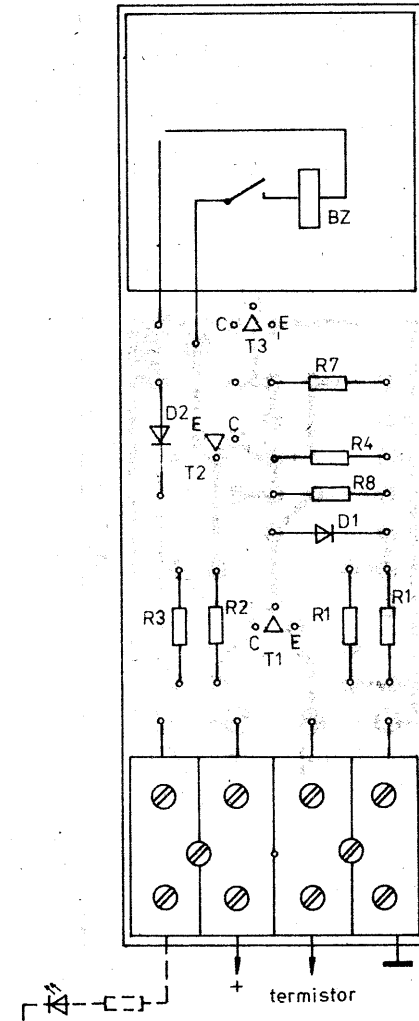 BZ
C E
T3
R7
D2
E C
R4
T2
R8
D1
R3 R2 R1 R1
C E
T1
+ termistor